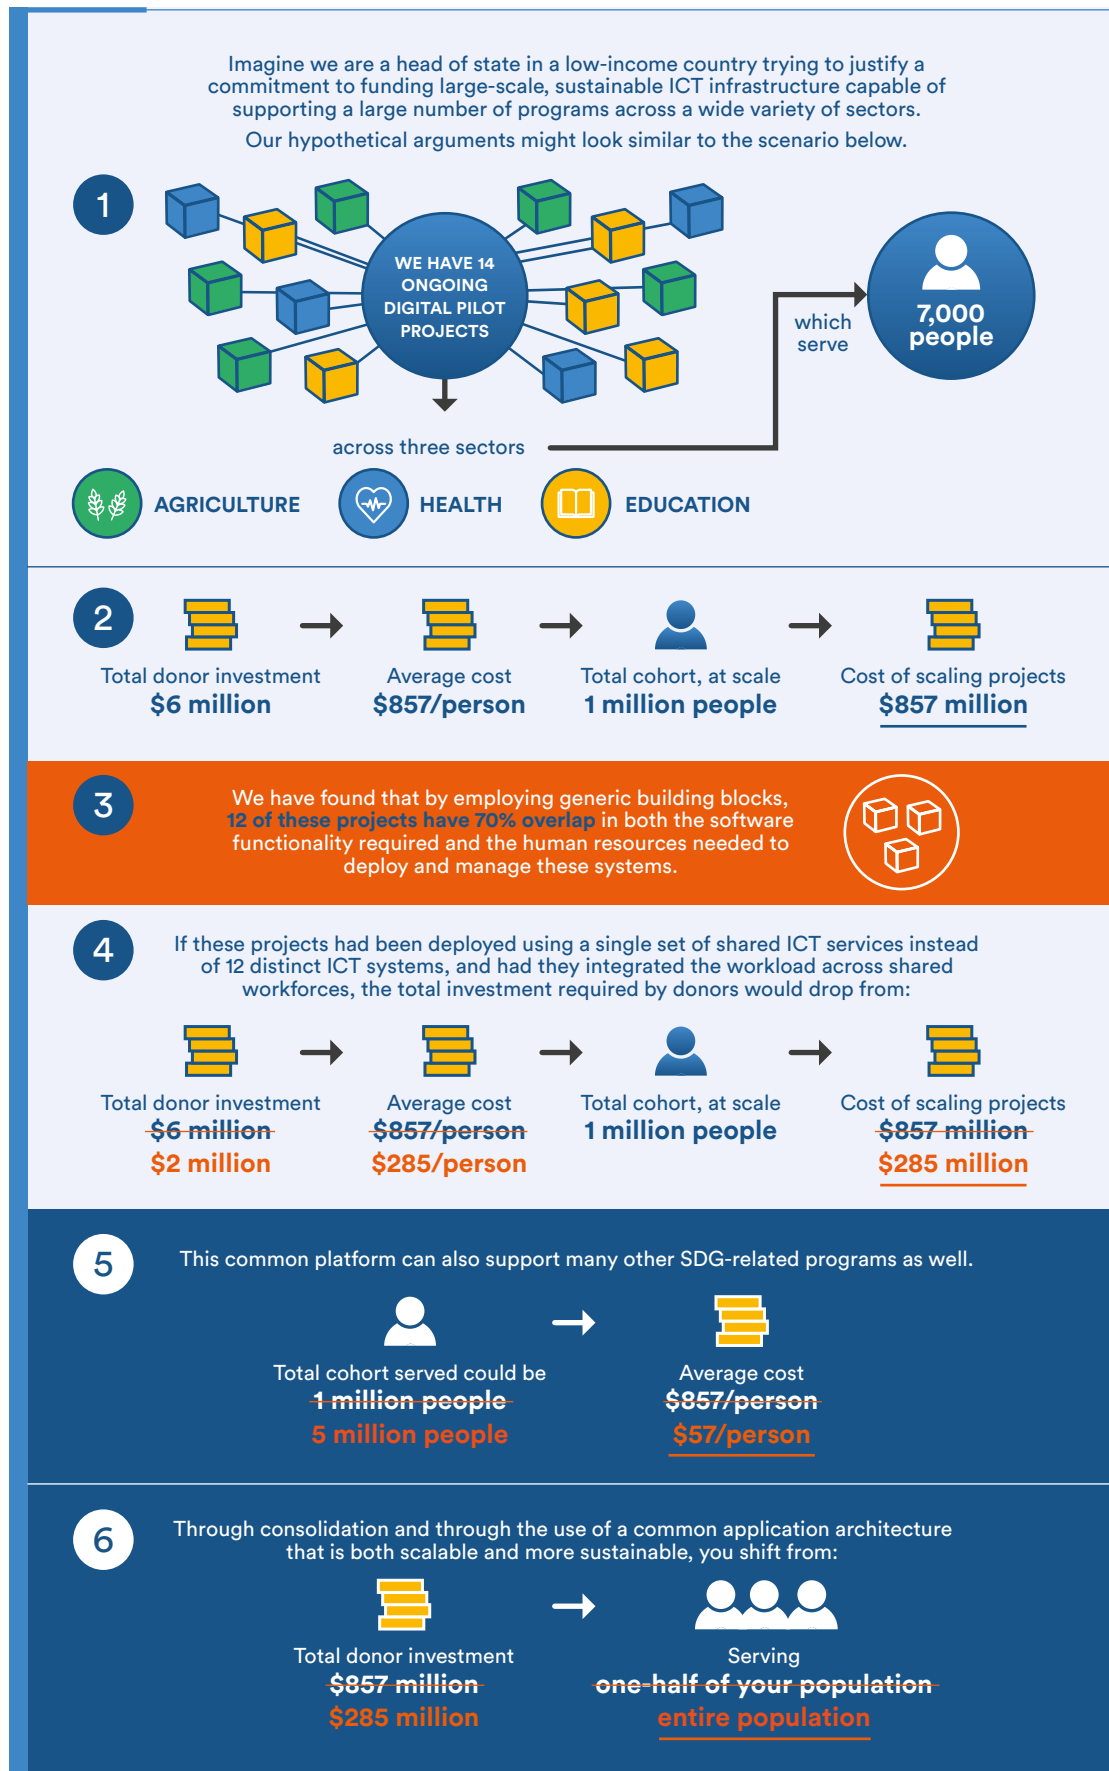 Imagine we are a head of state in a low-income country trying to justify a
commitment to funding large-scale, sustainable ICT infrastructure capable of
supporting a large number of programs across a wide variety of sectors.
Our hypothetical arguments might look similar to the scenario below.
1
WE HAVE 14
ONGOING
DIGITAL PILOT
PROJECTS
which
serve
7,000
people
across three sectors
AGRICULTURE
HEALTH
EDUCATION
2
Total donor investment
$6 million
Average cost
$857/person
Total cohort, at scale
1 million people
Cost of scaling projects
$857 million
3
We have found that by employing generic building blocks,
12 of these projects have 70% overlap in both the software
functionality required and the human resources needed to
deploy and manage these systems.
4
If these projects had been deployed using a single set of shared ICT services instead
of 12 distinct ICT systems, and had they integrated the workload across shared
workforces, the total investment required by donors would drop from:
Total donor investment
$6 million
$2 million
Average cost
$857/person
$285/person
Total cohort, at scale
1 million people
Cost of scaling projects
$857 million
$285 million
5
This common platform can also support many other SDG-related programs as well.
Total cohort served could be
1 million people
5 million people
Average cost
$857/person
$57/person
6
Through consolidation and through the use of a common application architecture
that is both scalable and more sustainable, you shift from:
Total donor investment
$857 million
$285 million
Serving
one-half of your population
entire population